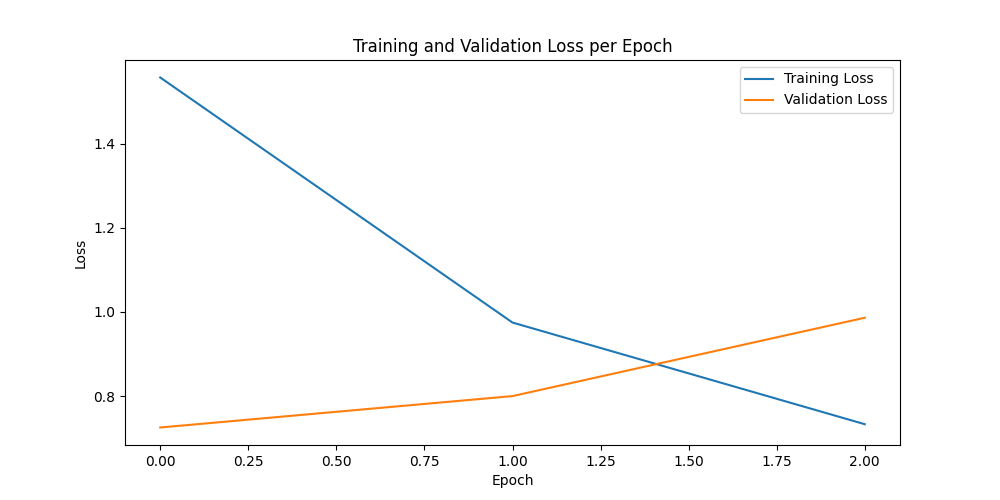 Training and Validation Loss per Epoch
Training Loss
Validation Loss
1.4
1.2
1.0
0.8
Loss
0.00 0.25 0.50 0.75 1.00 1.25 1.50 1.75 2.00
Epoch